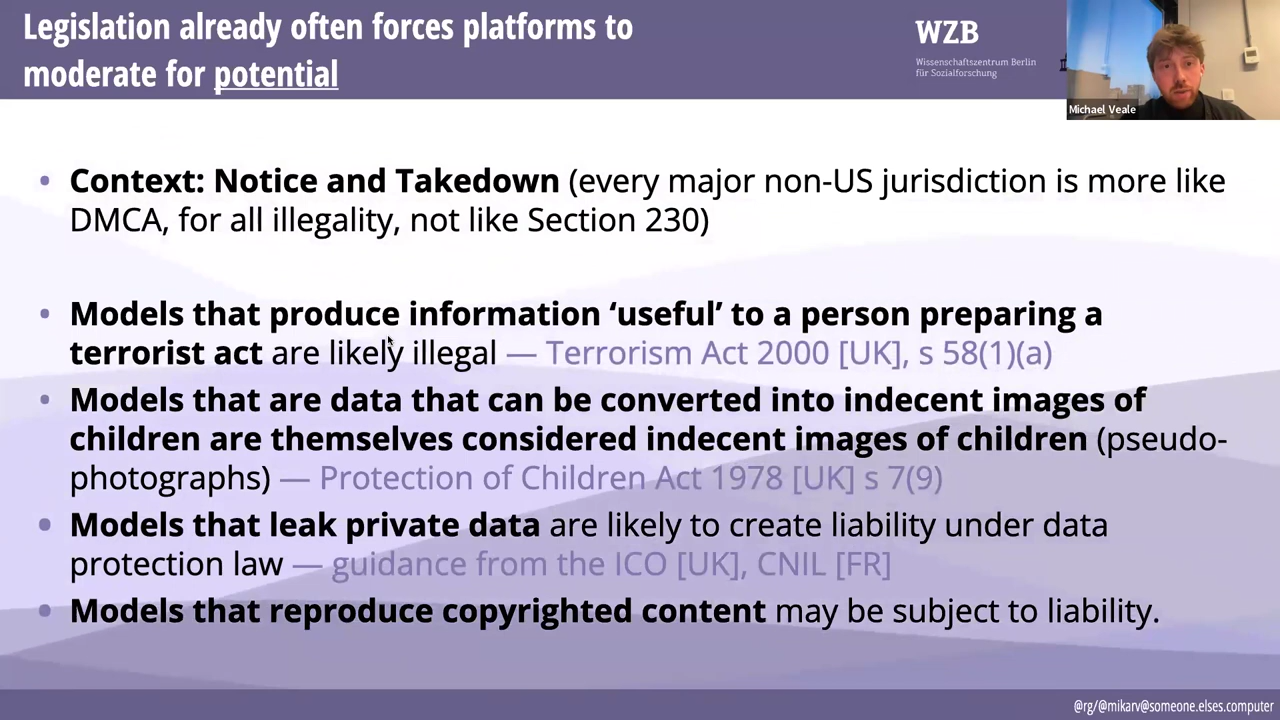 Legislation already often forces platforms to
moderate for potential
WZB
Wissenschaftszentrum Berlin
für Sozialforschung
Michael Veale
• Context: Notice and Takedown (every major non-US jurisdiction is more like
DMCA, for all illegality, not like Section 230)
• Models that produce information ‘useful’ to a person preparing a
terrorist act are likely illegal — Terrorism Act 2000 [UK], s 58(1)(a)
• Models that are data that can be converted into indecent images of
children are themselves considered indecent images of children (pseudo-
photographs) — Protection of Children Act 1978 [UK] s 7(9)
• Models that leak private data are likely to create liability under data
protection law — guidance from the ICO [UK], CNIL [FR]
• Models that reproduce copyrighted content may be subject to liability.
@rg/@mikarv@someone.elses.computer